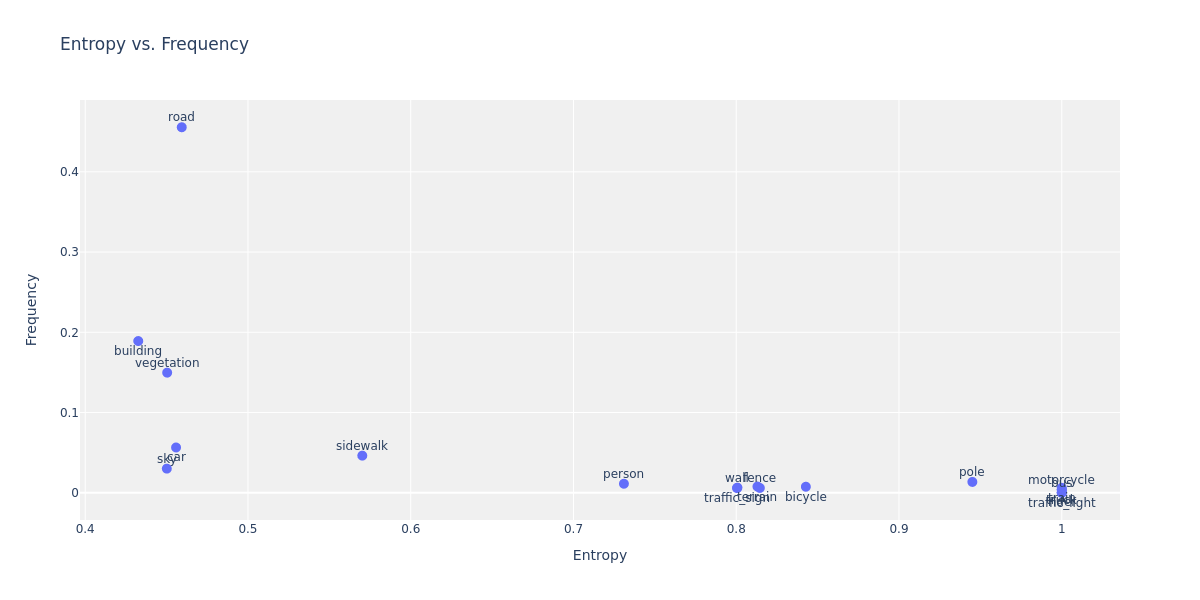 Entropy vs. Frequency
road
0.4
0.3
Frequency
0.2
building
vegetation
0.1
sidewalk
car
sky
person
wall
fence
pole
motorcycle
bus
0
traffic_sign
terrain
bicycle
traffic_light
0.4
0.5
0.6
0.7
0.8
0.9
1
Entropy